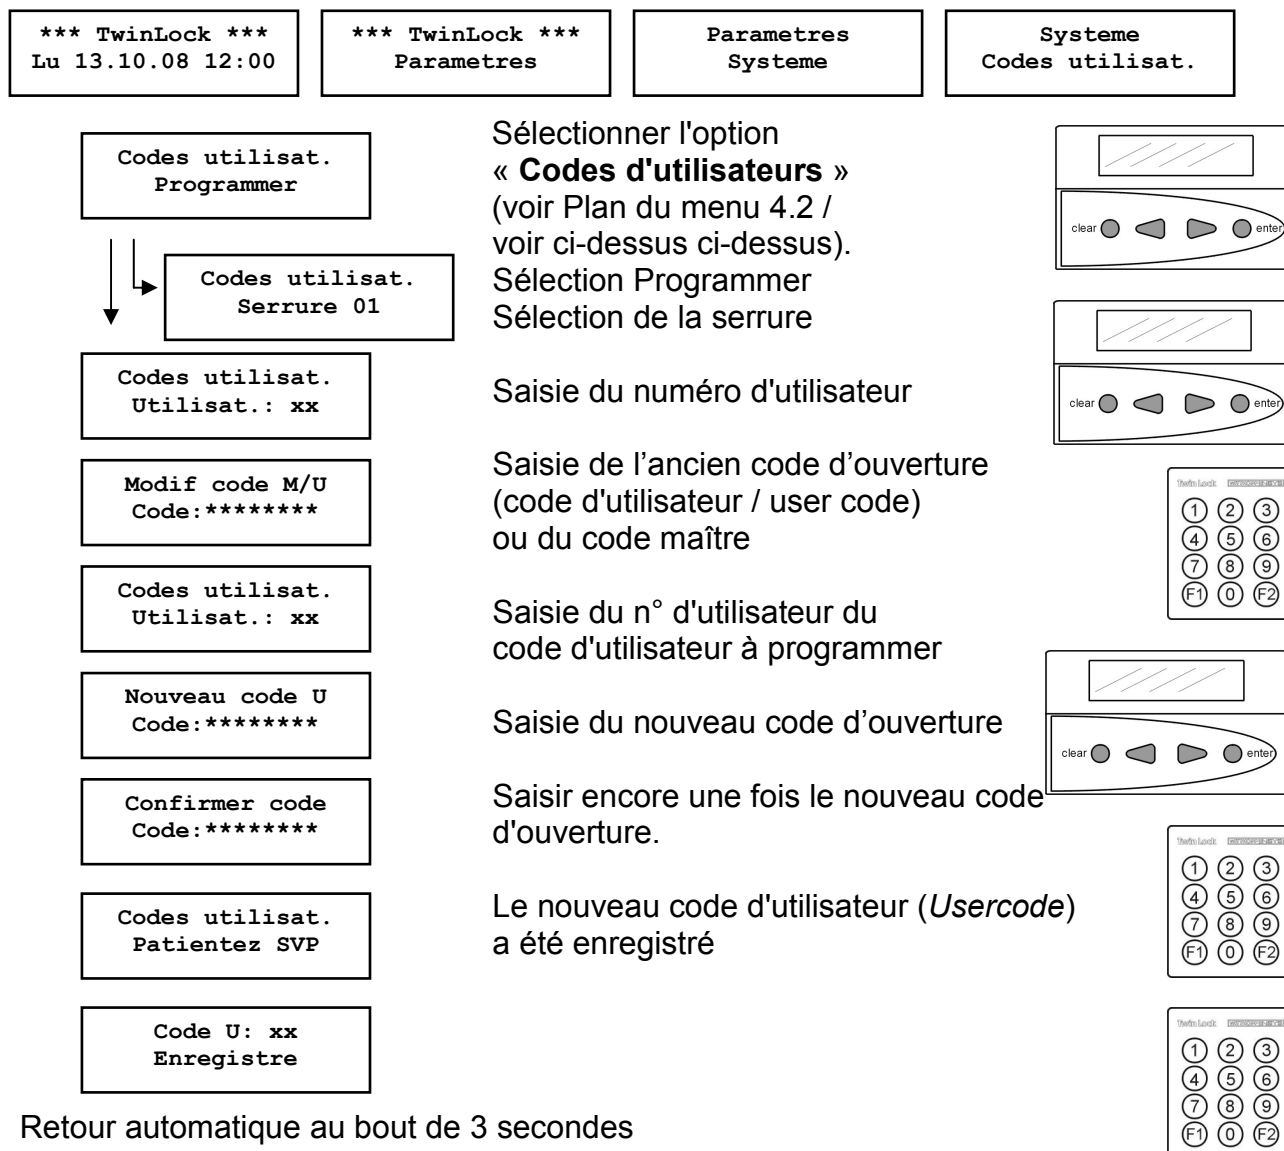 *** TwinLock ***
Lu 13.10.08 12:00
*** TwinLock ***
Parametres
Parametres
Systeme
Systeme
Codes utilisat.
Codes utilisat.
Programmer
Codes utilisat.
Serrure 01
Sélectionner l'option
« Codes d'utilisateurs »
(voir Plan du menu 4.2 /
voir ci-dessus ci-dessus).
Sélection Programmer
Sélection de la serrure
clear
enter
Codes utilisat.
Utilisat.: xx
Saisie du numéro d'utilisateur
clear
enter
Modif code M/U
Code:********
Saisie de l’ancien code d’ouverture
(code d'utilisateur / user code)
ou du code maître
Twin Lock
1 2 3
4 5 6
7 8 9
F1 0 F2
Codes utilisat.
Utilisat.: xx
Saisie du n° d'utilisateur du
code d'utilisateur à programmer
clear
enter
Nouveau code U
Code:********
Saisie du nouveau code d’ouverture
Confirmer code
Code:********
Saisir encore une fois le nouveau code
d'ouverture.
Twin Lock
1 2 3
4 5 6
7 8 9
F1 0 F2
Codes utilisat.
Patientez SVP
Le nouveau code d'utilisateur (Usercode)
a été enregistré
Code U: xx
Enregistre
Twin Lock
1 2 3
4 5 6
7 8 9
F1 0 F2
Retour automatique au bout de 3 secondes